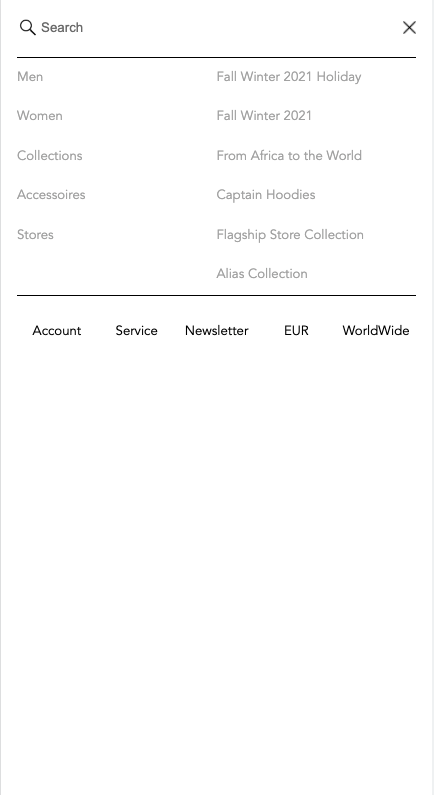 Search
Men
Women
Collections
Accessoires
Stores
Fall Winter 2021 Holiday
Fall Winter 2021
From Africa to the World
Captain Hoodies
Flagship Store Collection
Alias Collection
Account Service Newsletter EUR WorldWide